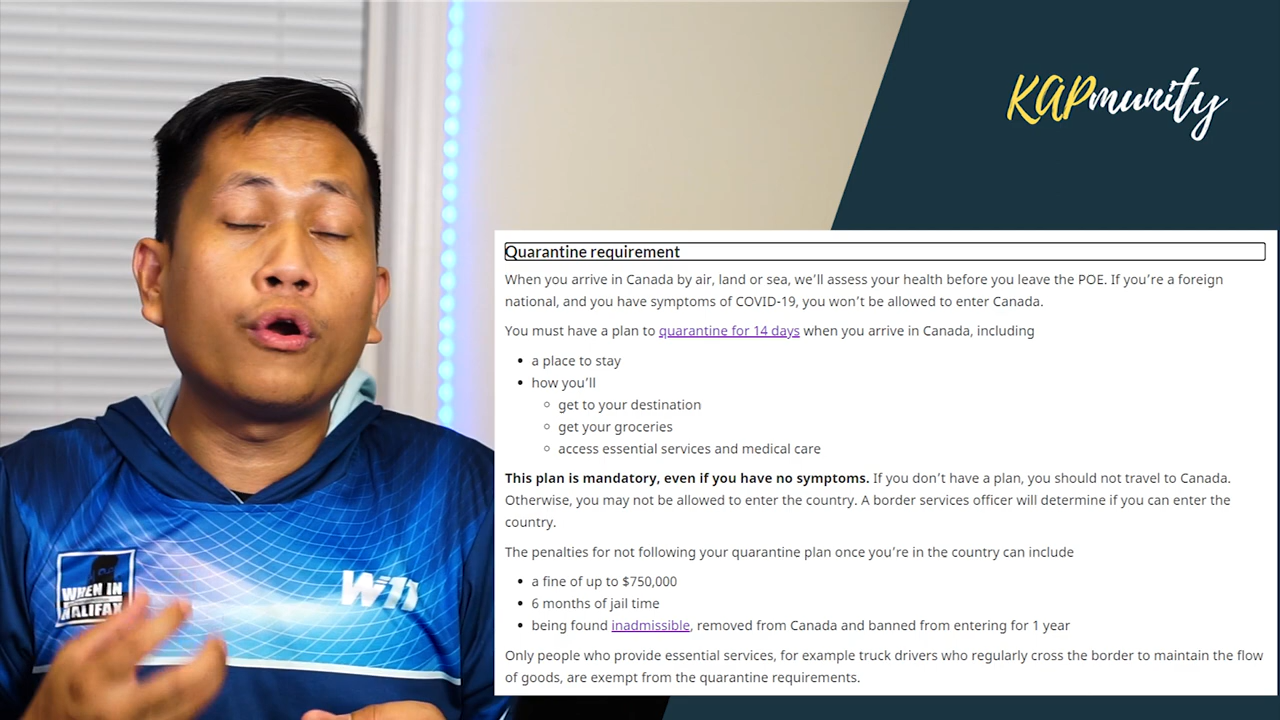 KAPmunity
Quarantine requirement
When you arrive in Canada by air, land or sea, we’ll assess your health before you leave the POE. If you’re a foreign
national, and you have symptoms of COVID-19, you won’t be allowed to enter Canada.
You must have a plan to quarantine for 14 days when you arrive in Canada, including
• a place to stay
• how you’ll
◦ get to your destination
◦ get your groceries
◦ access essential services and medical care
This plan is mandatory, even if you have no symptoms. If you don’t have a plan, you should not travel to Canada.
Otherwise, you may not be allowed to enter the country. A border services officer will determine if you can enter the
country.
The penalties for not following your quarantine plan once you’re in the country can include
• a fine of up to $750,000
• 6 months of jail time
• being found inadmissible, removed from Canada and banned from entering for 1 year
Only people who provide essential services, for example truck drivers who regularly cross the border to maintain the flow
of goods, are exempt from the quarantine requirements.
WHEN IN
HALIFAX